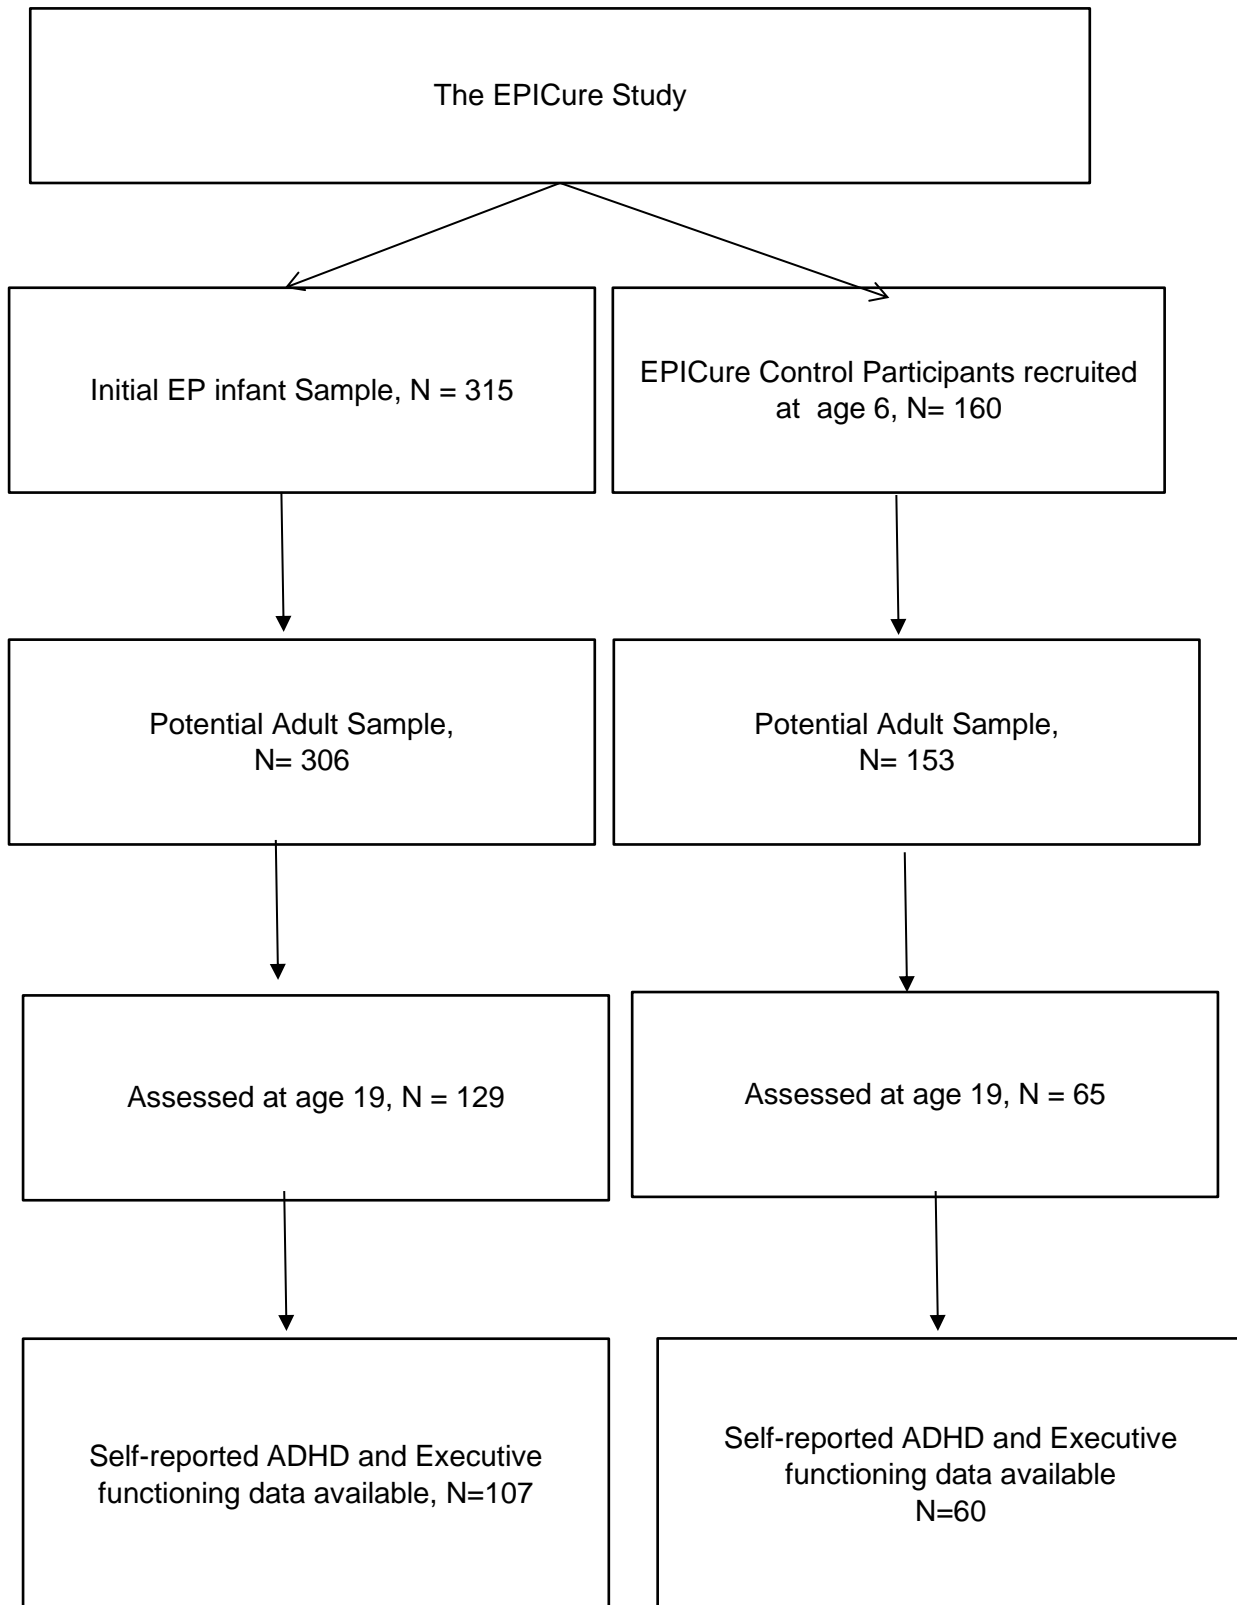 The EPICure Study
Initial EP infant Sample, N = 315
EPICure Control Participants recruited
at  age 6, N= 160
Potential Adult Sample,
N= 306
Potential Adult Sample,
N= 153
Assessed at age 19, N = 129
Assessed at age 19, N = 65
Self-reported ADHD and Executive
functioning data available, N=107
Self-reported ADHD and Executive
functioning data available
N=60